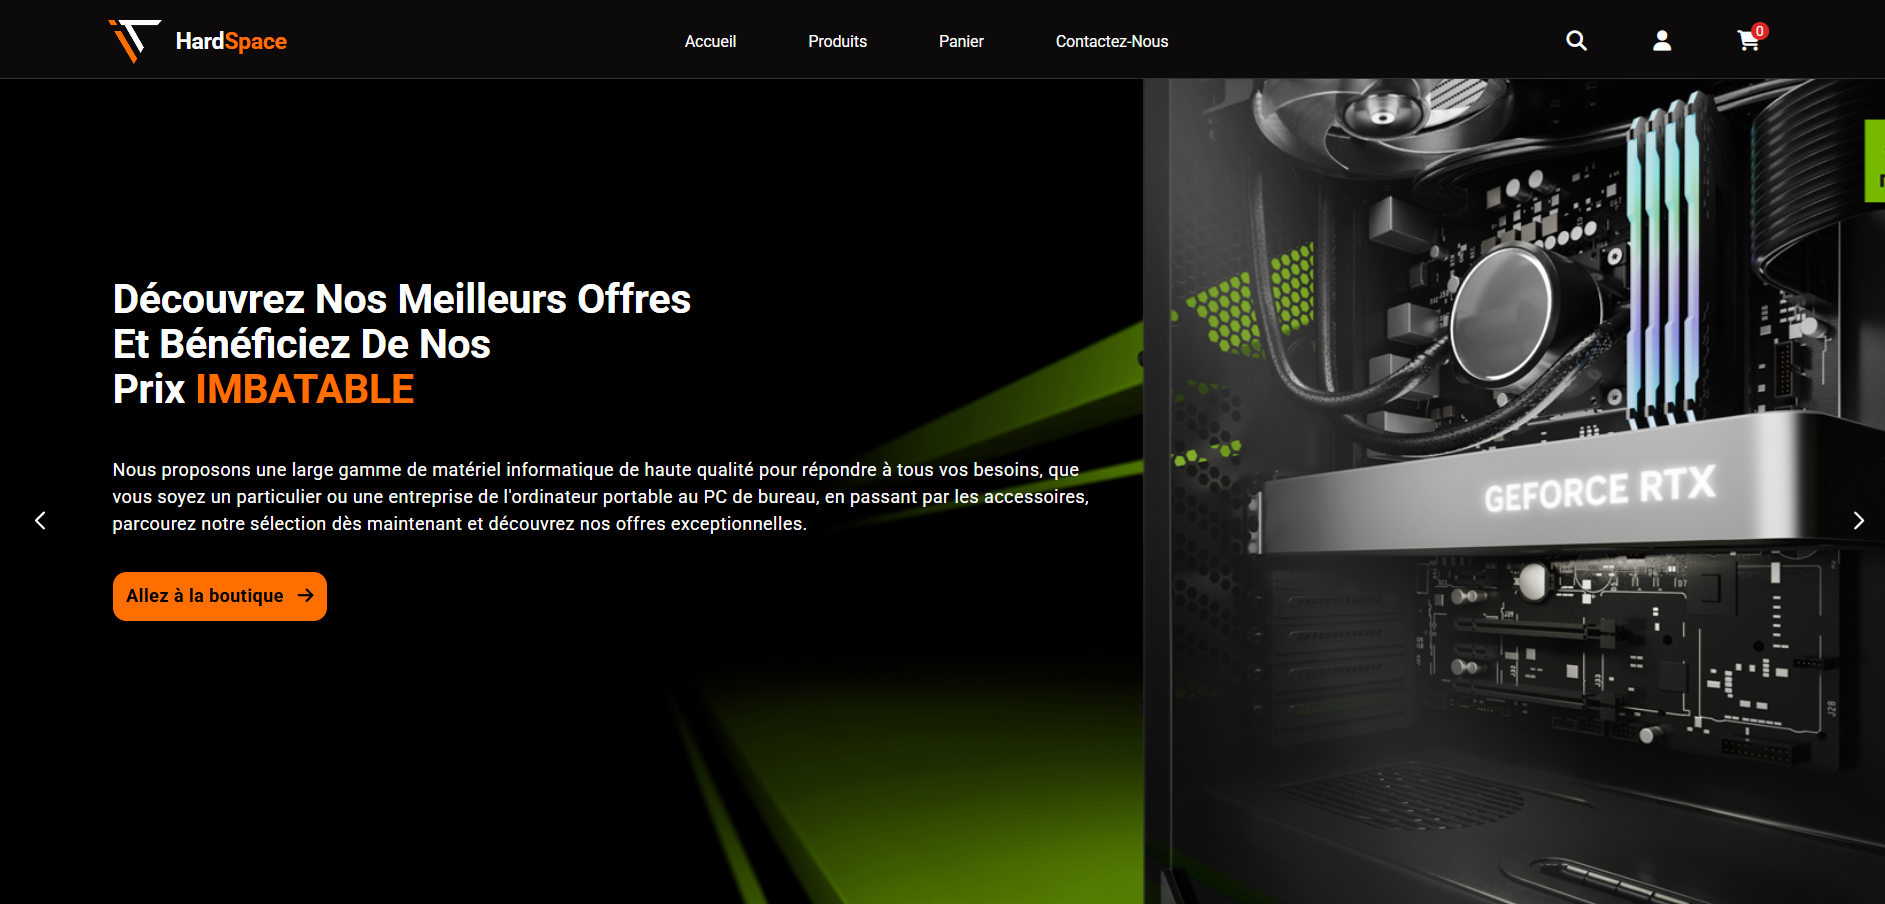 HardSpace
Accueil
Produits
Panier
Contactez-Nous
0
Découvrez Nos Meilleurs Offres
Et Bénéficiez De Nos
Prix IMBATABLE
Nous proposons une large gamme de matériel informatique de haute qualité pour répondre à tous vos besoins, que
vous soyez un particulier ou une entreprise de l'ordinateur portable au PC de bureau, en passant par les accessoires,
parcourez notre sélection dès maintenant et découvrez nos offres exceptionnelles.
Allez à la boutique
GEFORCE RTX